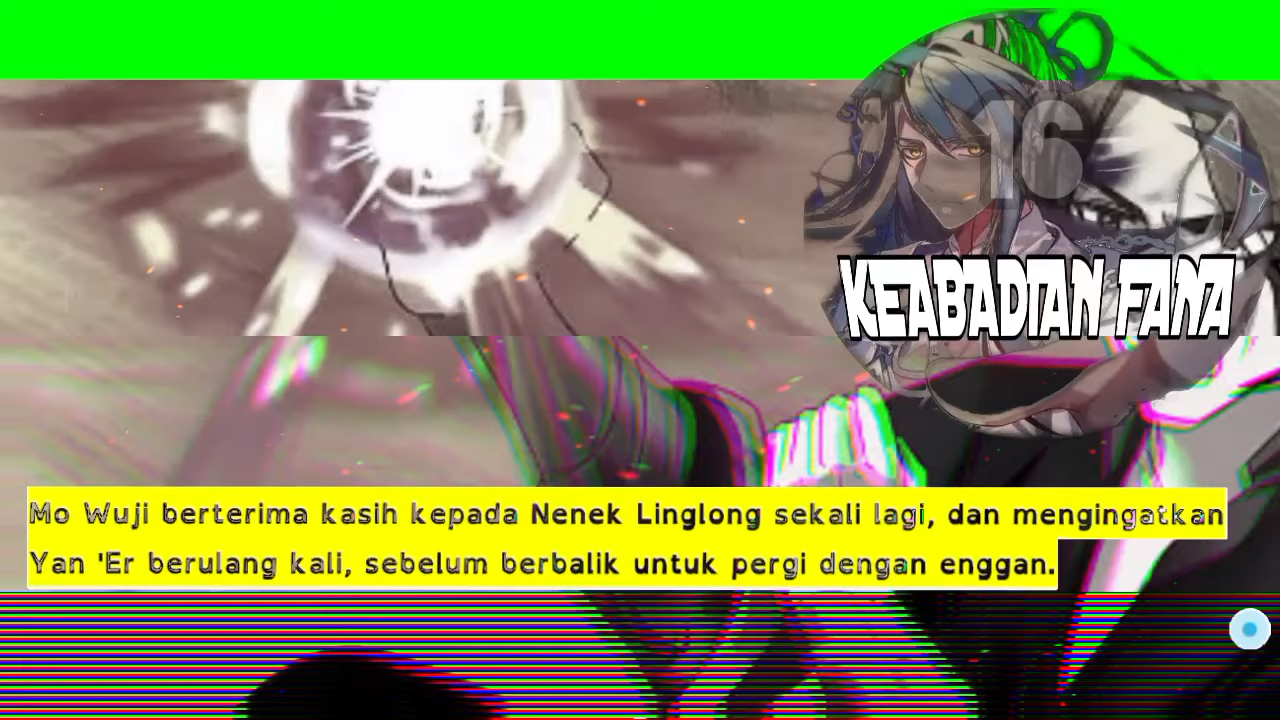 16
KEABADIAN FANA
Mo Wuji berterima kasih kepada Nenek Linglong sekali lagi, dan mengingatkan
Yan 'Er berulang kali, sebelum berbalik untuk pergi dengan enggan.